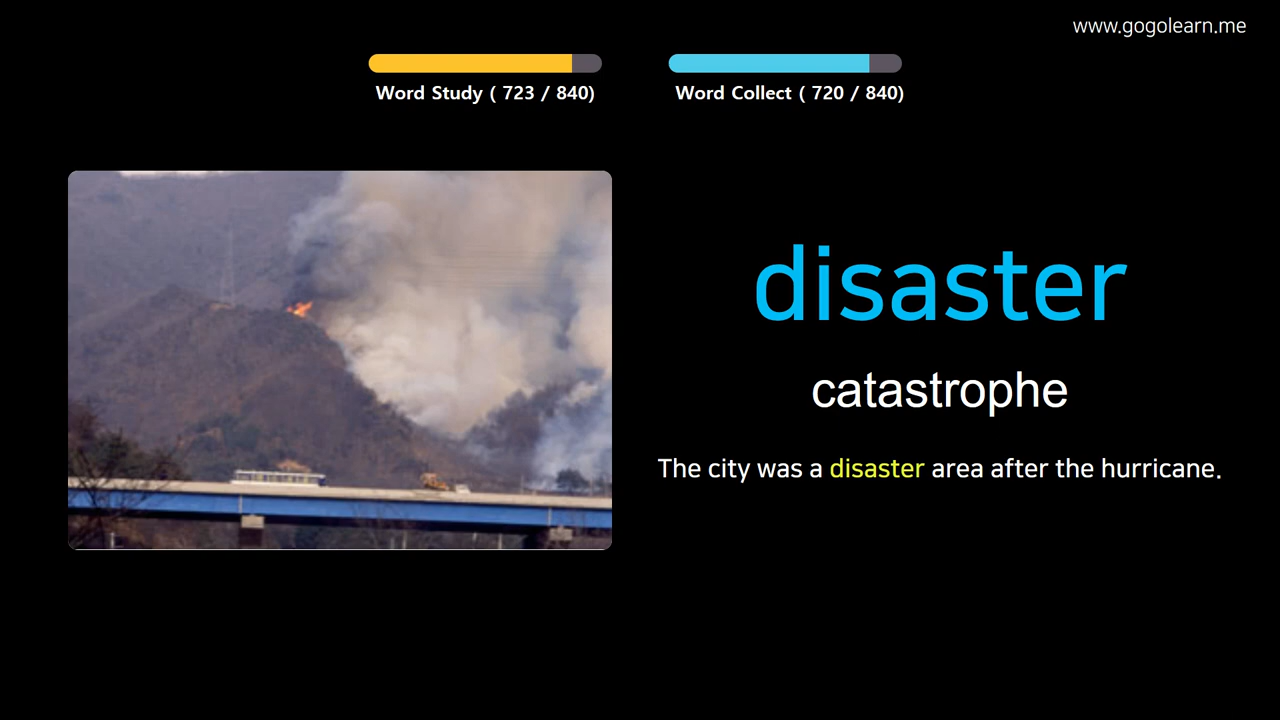 www.gogolearn.me
Word Study ( 723 / 840)
Word Collect ( 720 / 840)
disaster
catastrophe
The city was a disaster area after the hurricane.